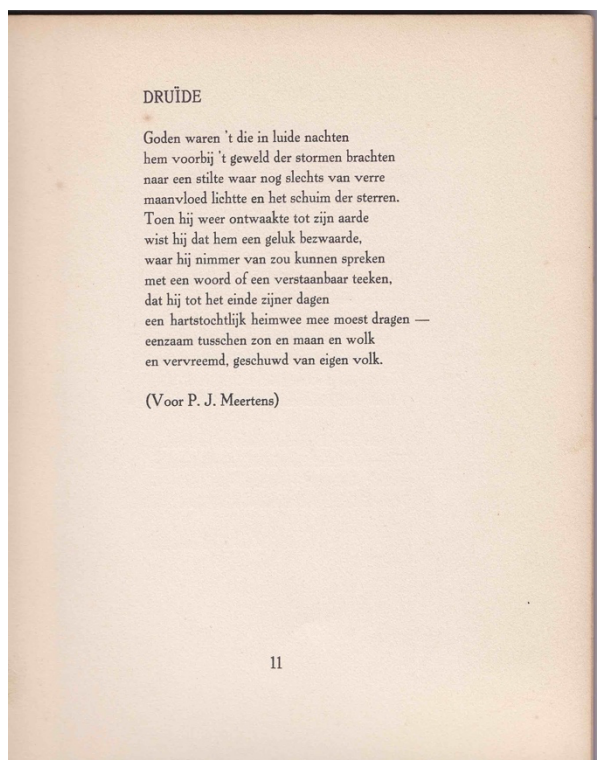 DRUÏDE
Goden waren 't die in luide nachten
hem voorbij 't geweld der stormen brachten
naar een stilte waar nog slechts van verre
maanvloed lichtte en het schuim der sterren.
Toen hij weer ontwaakte tot zijn aarde
wist hij dat hem een geluk bezwaarde,
waar hij nimmer van zou kunnen spreken
met een woord of een verstaanbaar teeken,
dat hij tot het einde zijner dagen
een hartstochtlijk heimwee mee moest dragen —
eenzaam tusschen zon en maan en wolk
en vervreemd, geschuwd van eigen volk.
(Voor P. J. Meertens)
11